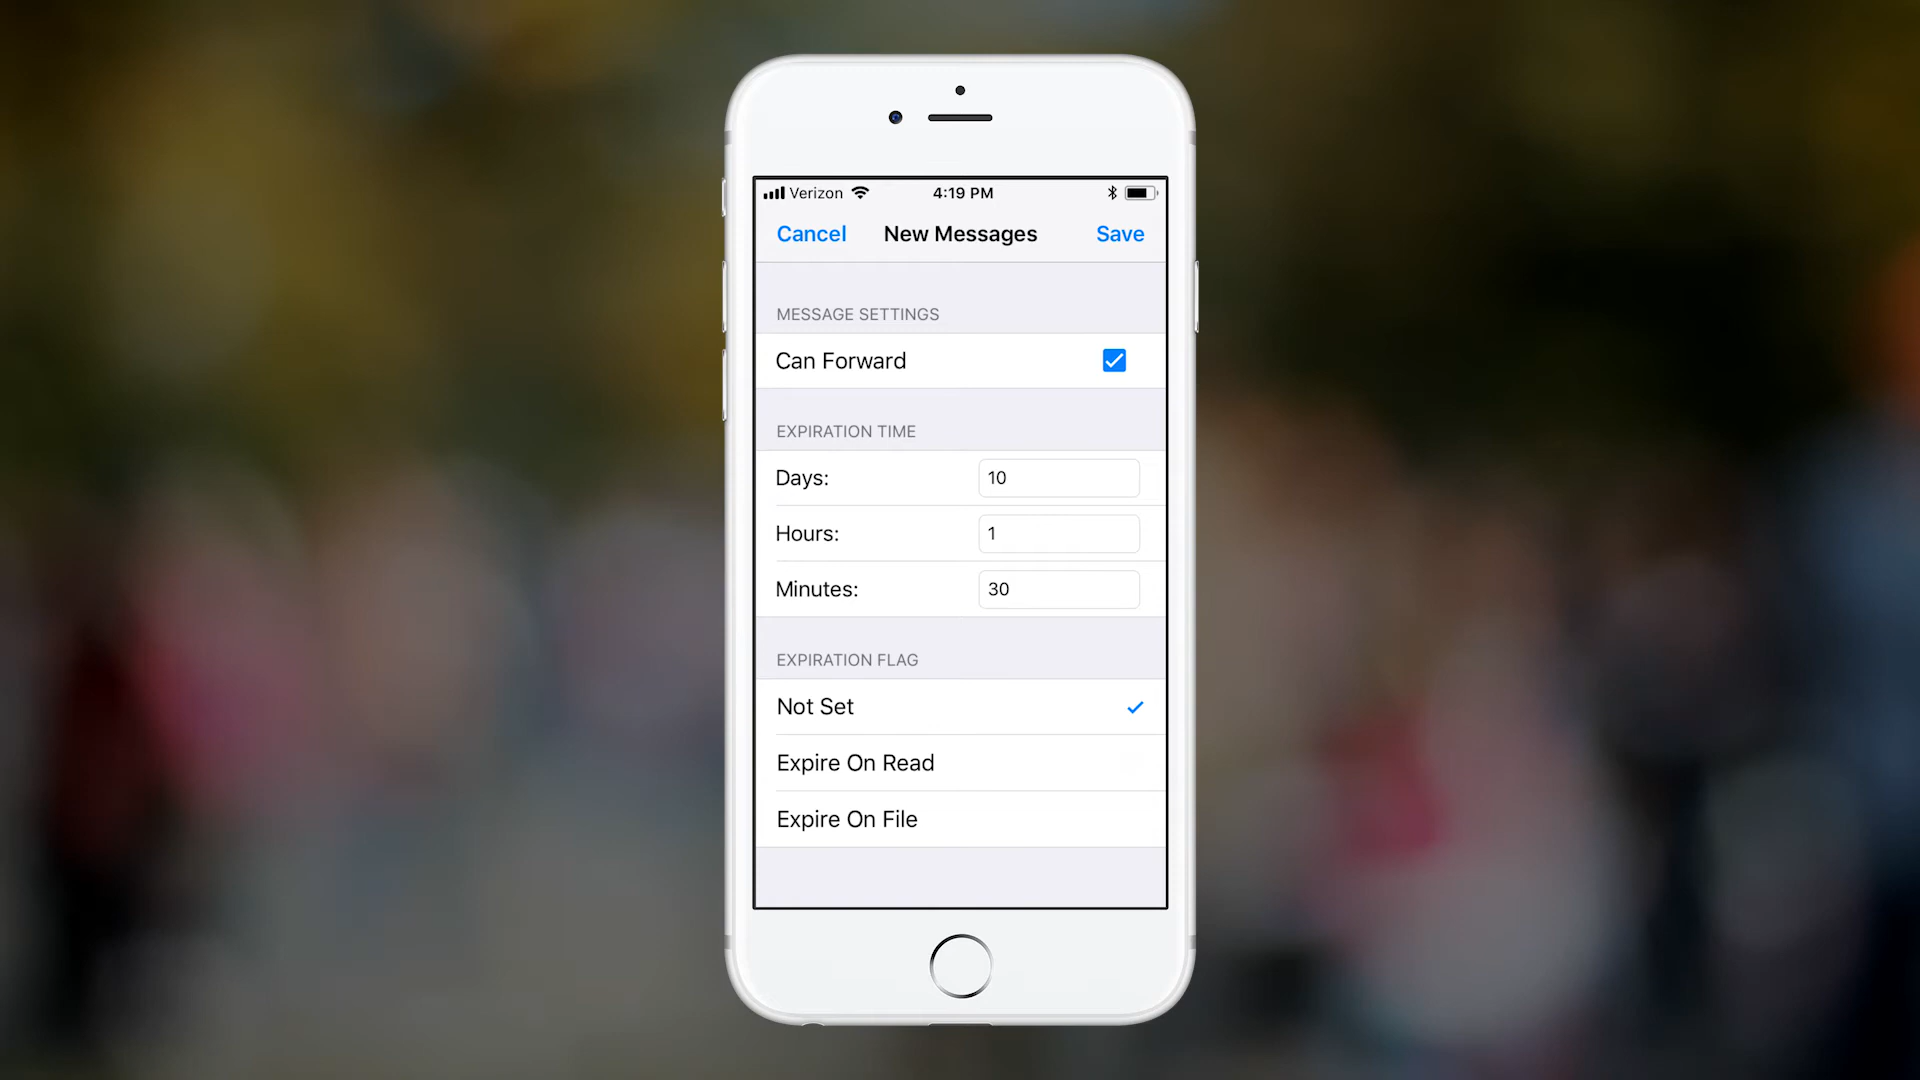 Verizon 4:19 PM
Cancel New Messages Save
MESSAGE SETTINGS
Can Forward
EXPIRATION TIME
Days: 10
Hours: 1
Minutes: 30
EXPIRATION FLAG
Not Set
Expire On Read
Expire On File